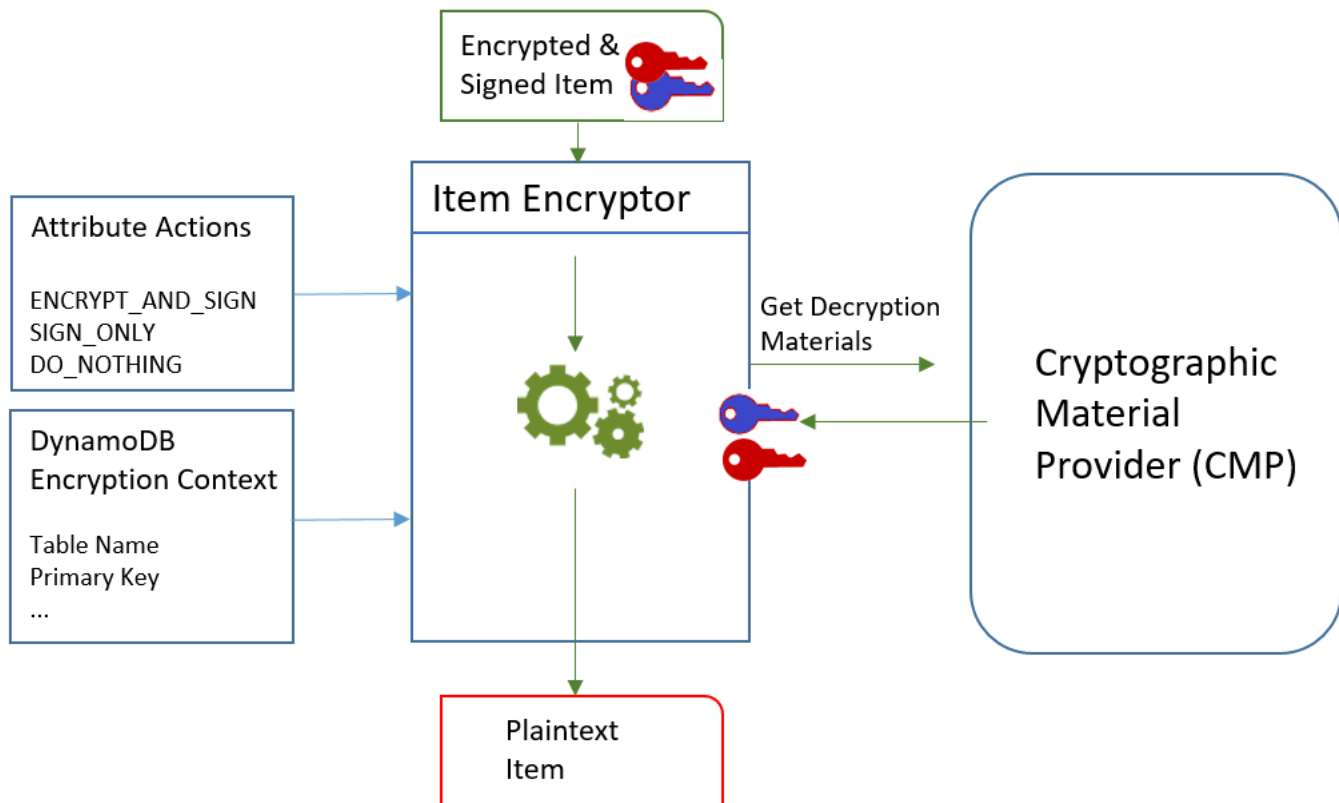 Encrypted &
Signed Item
Item Encryptor
Attribute Actions
ENCRYPT_AND_SIGN
SIGN_ONLY
DO_NOTHING
DynamoDB
Encryption Context
Table Name
Primary Key
...
Get Decryption
Materials
Cryptographic
Material
Provider (CMP)
Plaintext
Item